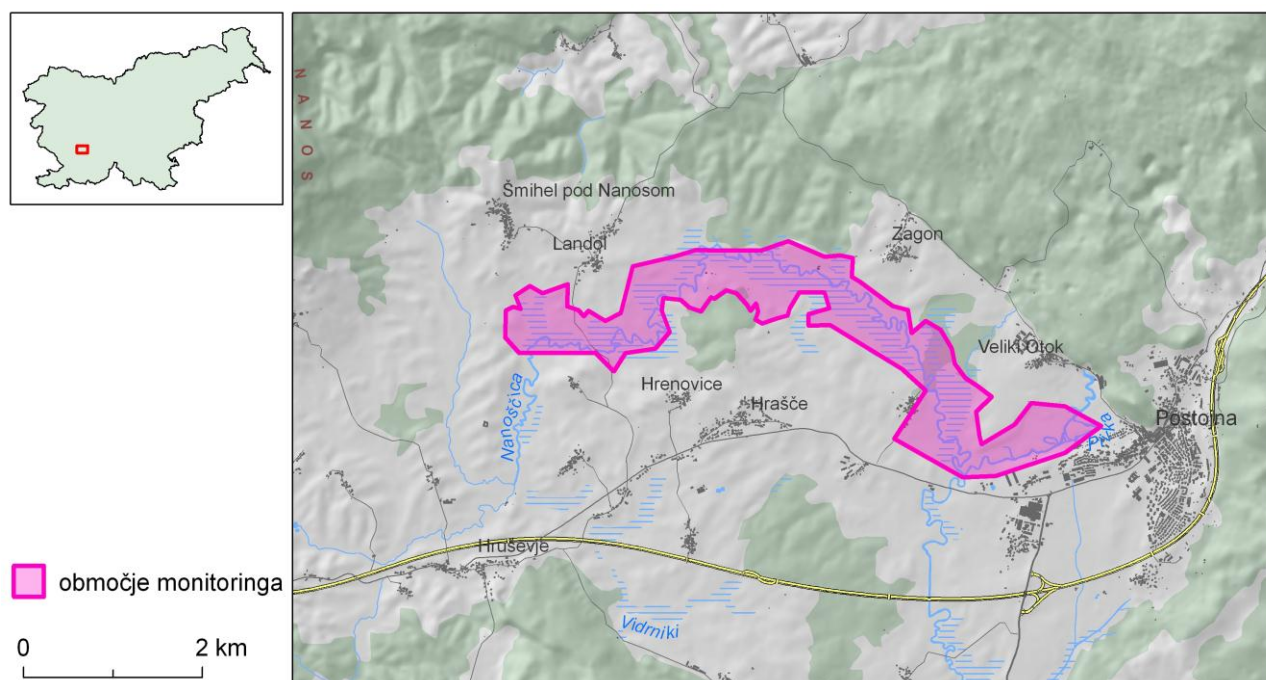 NANOS
Šmihel pod Nanosom
Landol
Zagon
Veliki Otok
Nanoščica
Hrenovice
Hrašče
Postojna
Pivka
Hruševje
Vidrniki
območje monitoringa
0 2 km